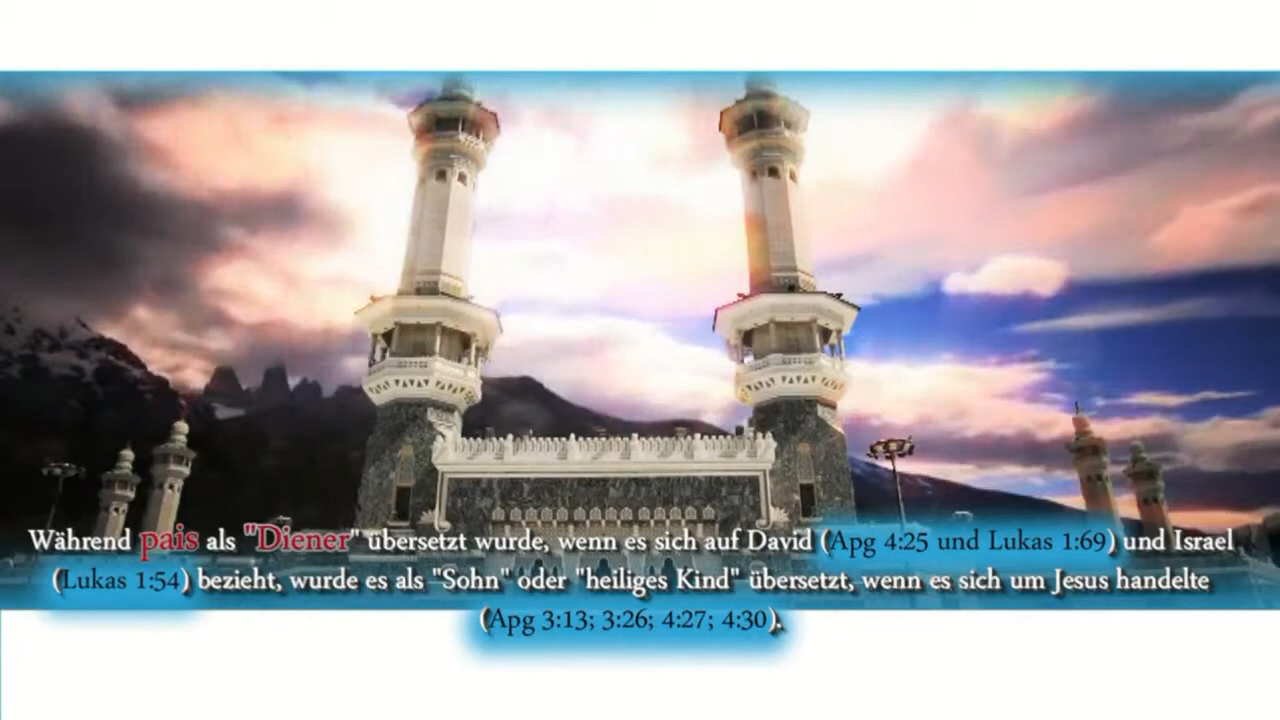 Während pais als "Diener" übersetzt wurde, wenn es sich auf David (Apg 4:25 und Lukas 1:69) und Israel
(Lukas 1:54) bezieht, wurde es als "Sohn" oder "heiliges Kind" übersetzt, wenn es sich um Jesus handelte
(Apg 3:13; 3:26; 4:27; 4:30).